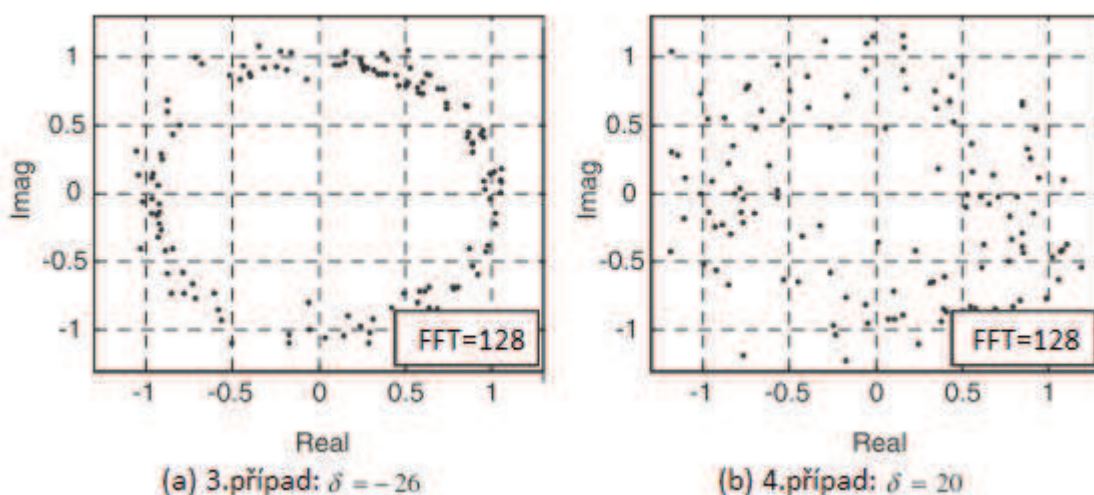 1
0.5
0
-0.5
-1
Imag
FFT=128
-1 -0.5 0 0.5 1
Real
(a) 3.případ: δ = −26
1
0.5
0
-0.5
-1
Imag
FFT=128
-1 -0.5 0 0.5 1
Real
(b) 4.případ: δ = 20